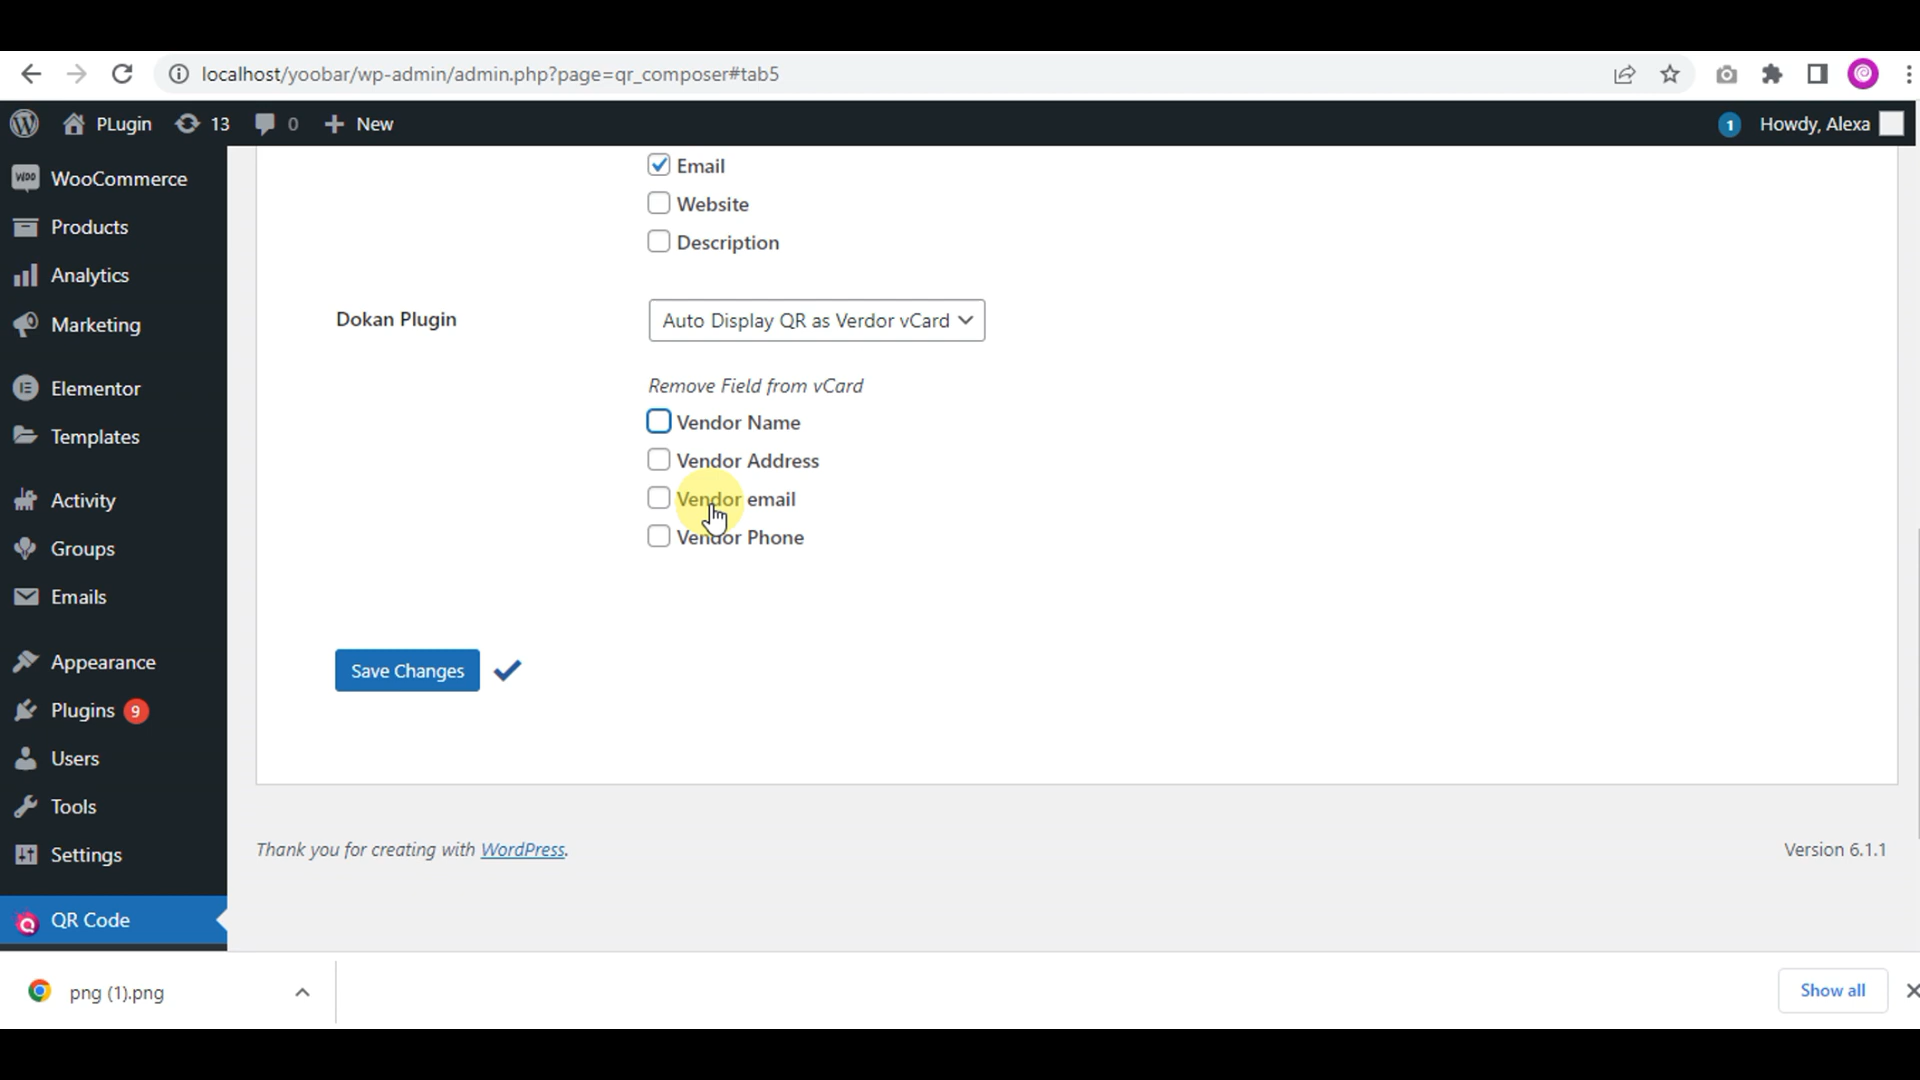 localhost/yoobar/wp-admin/admin.php?page=qr_composer#tab5
PLugin 13 0 New 1 Howdy, Alexa
WooCommerce
Products
Analytics
Marketing
Elementor
Templates
Activity
Groups
Emails
Appearance
Plugins 9
Users
Tools
Settings
QR Code
Email
Website
Description
Dokan Plugin Auto Display QR as Verdor vCard
Remove Field from vCard
Vendor Name
Vendor Address
Vendor email
Vendor Phone
Save Changes
Thank you for creating with WordPress. Version 6.1.1
png (1).png Show all